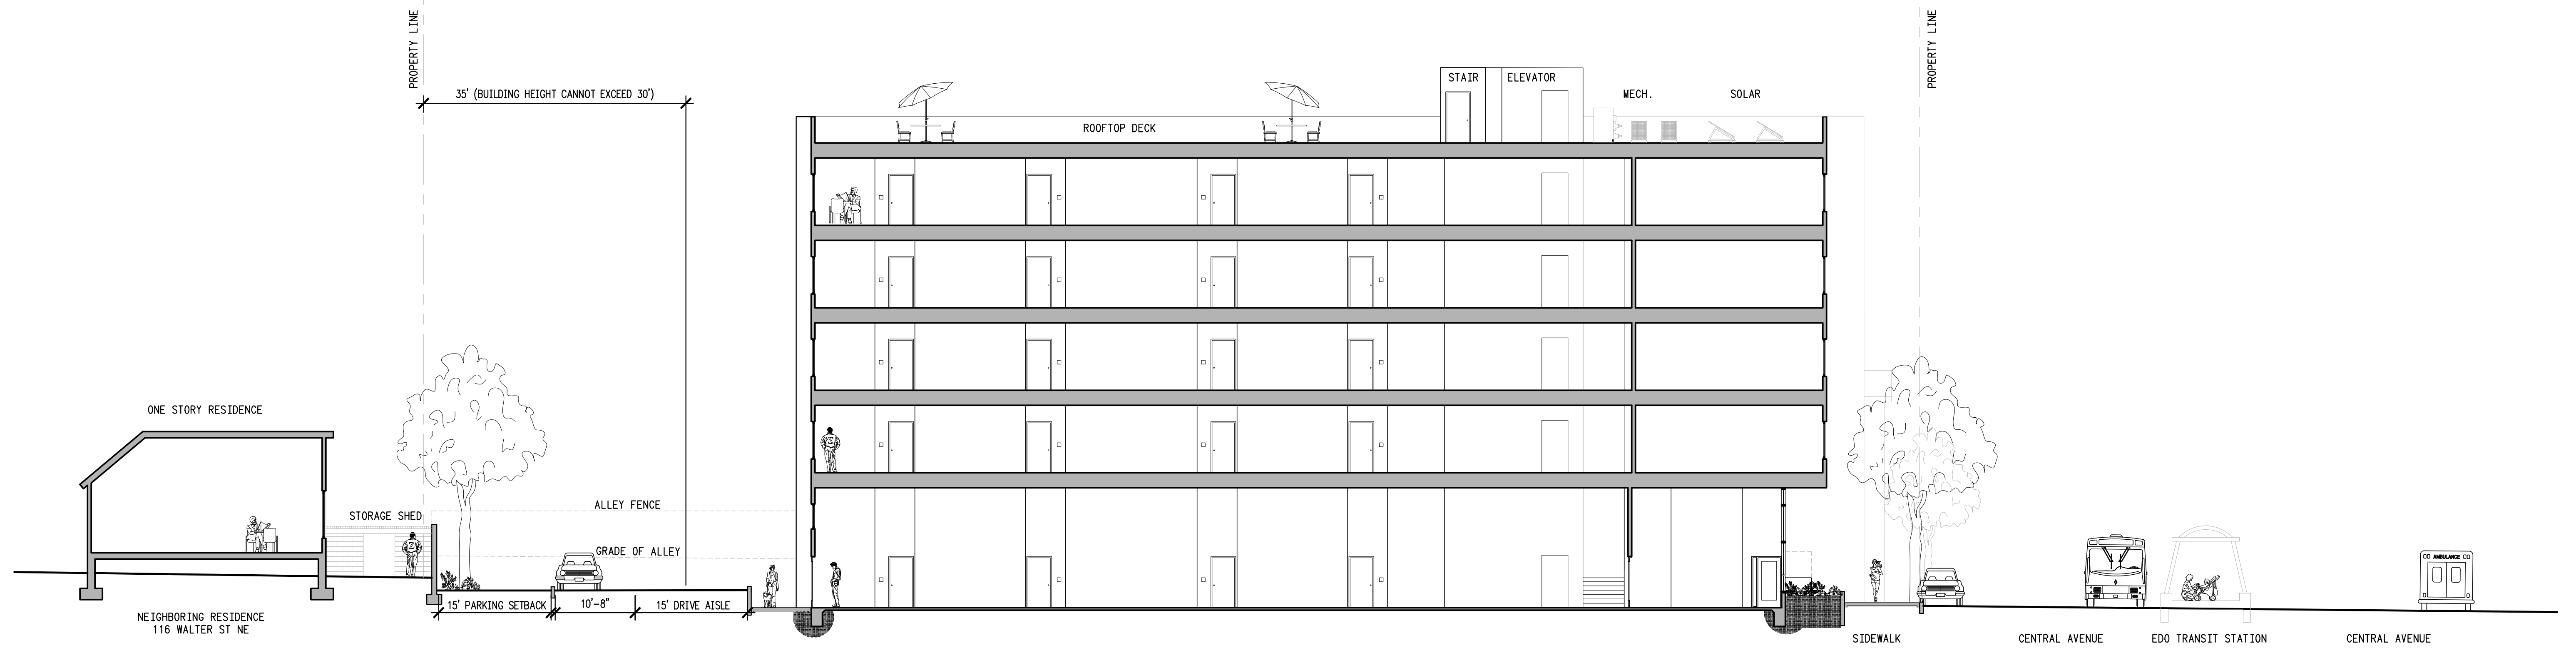 PROPERTY LINE
35' (BUILDING HEIGHT CANNOT EXCEED 30')
STAIR
ELEVATOR
MECH.
SOLAR
PROPERTY LINE
ROOFTOP DECK
ONE STORY RESIDENCE
STORAGE SHED
ALLEY FENCE
GRADE OF ALLEY
AMBULANCE
15' PARKING SETBACK
10'-8"
15' DRIVE AISLE
NEIGHBORING RESIDENCE
116 WALTER ST NE
SIDEWALK
CENTRAL AVENUE
EDO TRANSIT STATION
CENTRAL AVENUE